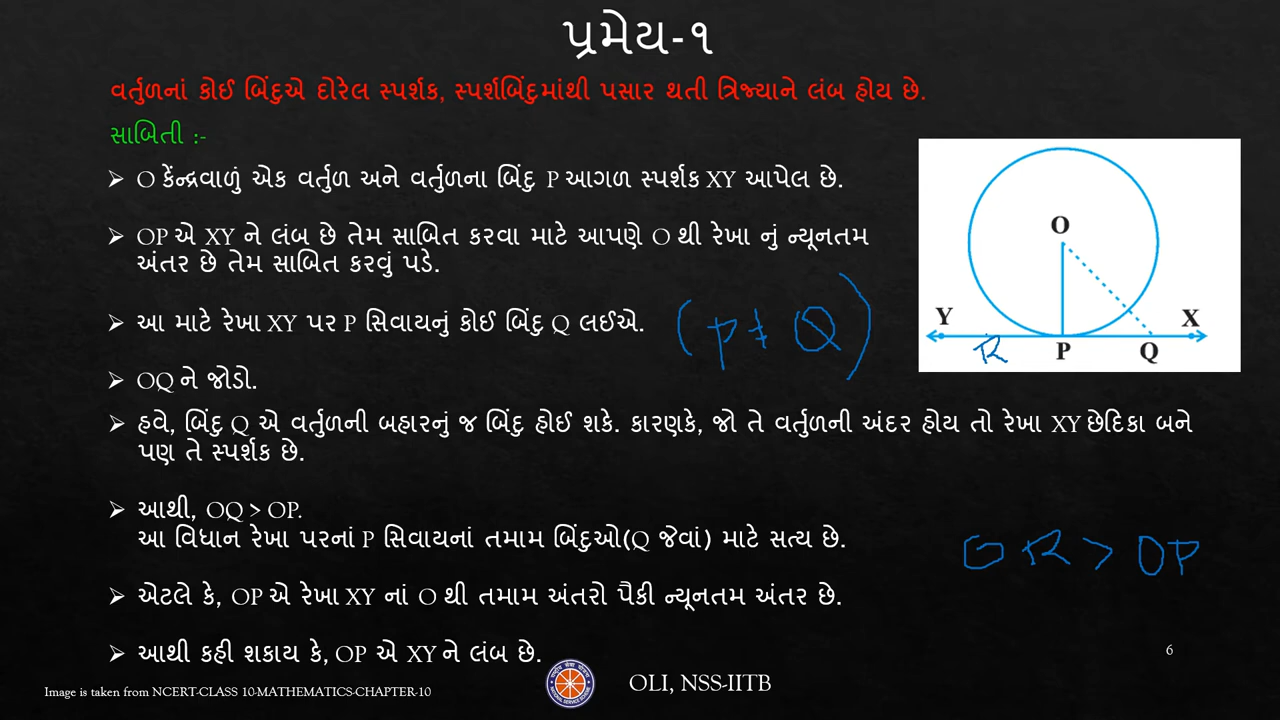 પ્રમેય-૧
વર્તુળનાં કોઈ બિંદુએ દોરેલ સ્પર્શક, સ્પર્શબિંદુમાંથી પસાર થતી ત્રિજ્યાને લંબ હોય છે.
સાબિતી :-
➢ O કેંન્દ્રવાળું એક વર્તુળ અને વર્તુળના બિંદુ P આગળ સ્પર્શક XY આપેલ છે.
➢ OP એ XY ને લંબ છે તેમ સાબિત કરવા માટે આપણે O થી રેખા નું ન્યૂનતમ
અંતર છે તેમ સાબિત કરવું પડે.
➢ આ માટે રેખા XY પર P સિવાયનું કોઈ બિંદુ Q લઈએ.
(P ≠ Q)
➢ OQ ને જોડો.
O
Y
X
R
P
Q
➢ હવે, બિંદુ Q એ વર્તુળની બહારનું જ બિંદુ હોઈ શકે. કારણકે, જો તે વર્તુળની અંદર હોય તો રેખા XY છેદિકા બને
પણ તે સ્પર્શક છે.
➢ આથી, OQ > OP.
આ વિધાન રેખા પરનાં P સિવાયનાં તમામ બિંદુઓ(Q જેવાં) માટે સત્ય છે.
OR > OP
➢ એટલે કે, OP એ રેખા XY નાં O થી તમામ અંતરો પૈકી ન્યૂનતમ અંતર છે.
➢ આથી કહી શકાય કે, OP એ XY ને લંબ છે.
6
OLI, NSS-IITB
Image is taken from NCERT-CLASS 10-MATHEMATICS-CHAPTER-10